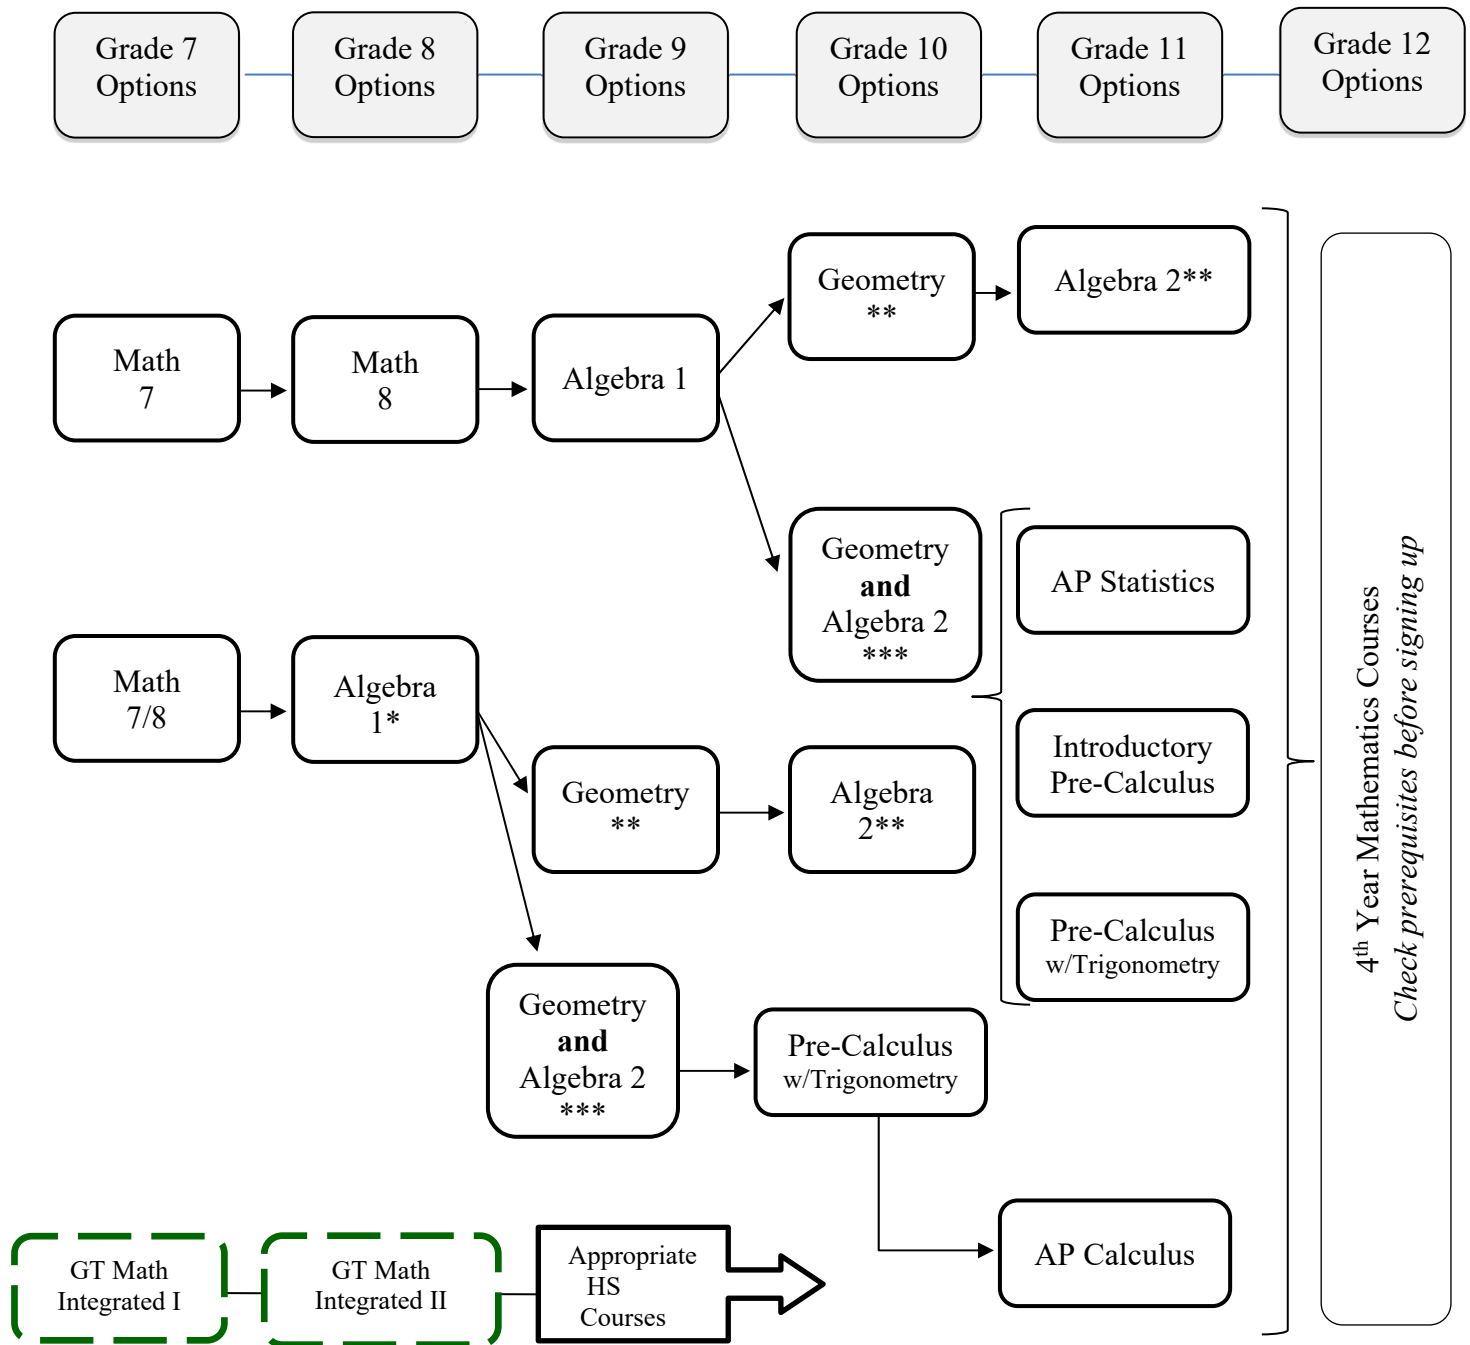 Grade 7
Options
Grade 8
Options
Grade 9
Options
Grade 10
Options
Grade 11
Options
Grade 12
Options
Geometry
**
Algebra 2**
Math
7
Math
8
Algebra 1
Geometry
and
Algebra 2
***
AP Statistics
Math
7/8
Algebra
1*
Geometry
**
Algebra
2**
Introductory
Pre-Calculus
Pre-Calculus
w/Trigonometry
Geometry
and
Algebra 2
***
Pre-Calculus
w/Trigonometry
AP Calculus
GT Math
Integrated I
GT Math
Integrated II
Appropriate
HS
Courses
4th Year Mathematics Courses
Check prerequisites before signing up